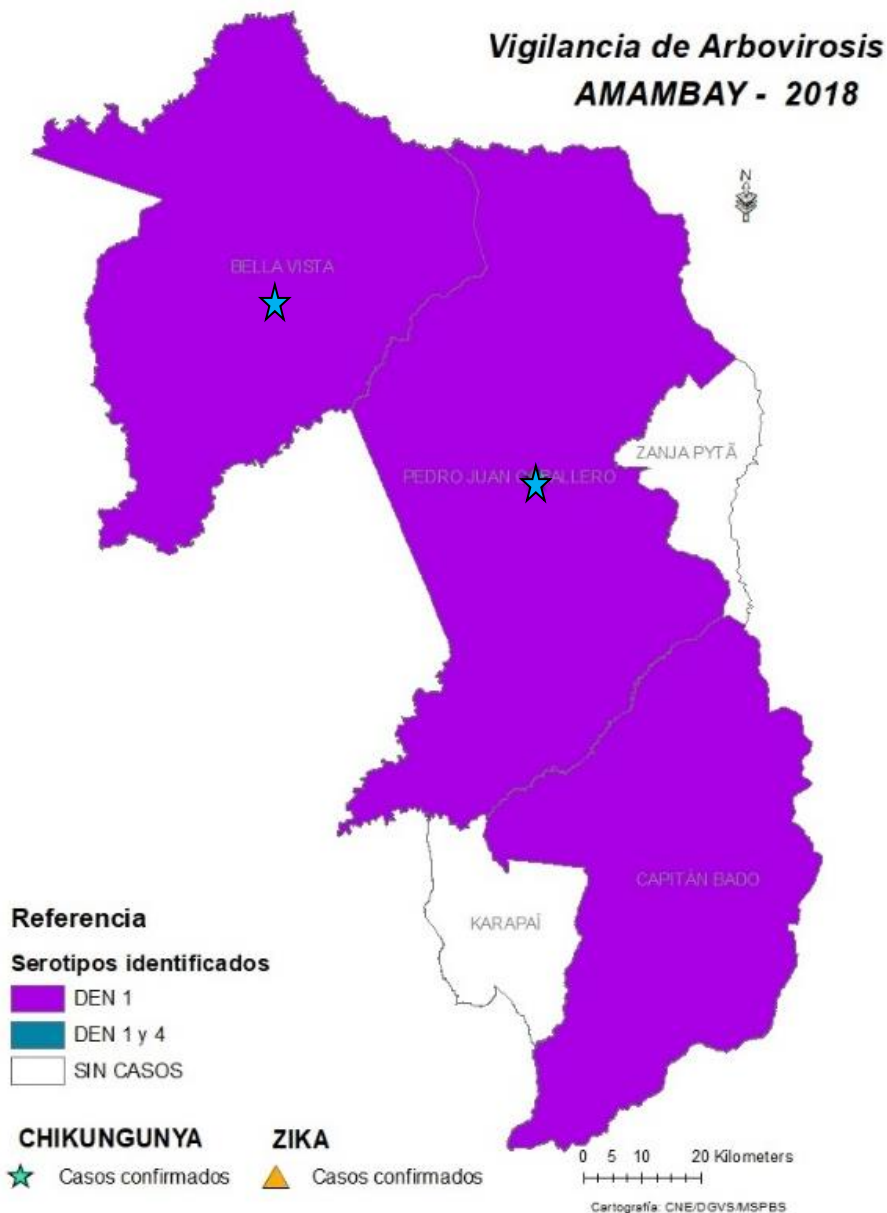 Vigilancia de Arbovirosis
AMAMBAY - 2018
N
BELLA VISTA
ZANJA PYTÃ
PEDRO JUAN CABALLERO
CAPITÁN BADO
KARAPAÍ
Referencia
Serotipos identificados
DEN 1
DEN 1 y 4
SIN CASOS
CHIKUNGUNYA ZIKA
Casos confirmados Casos confirmados
0 5 10 20 Kilometers
Cartografía: CNE/DGVS/MSPBS